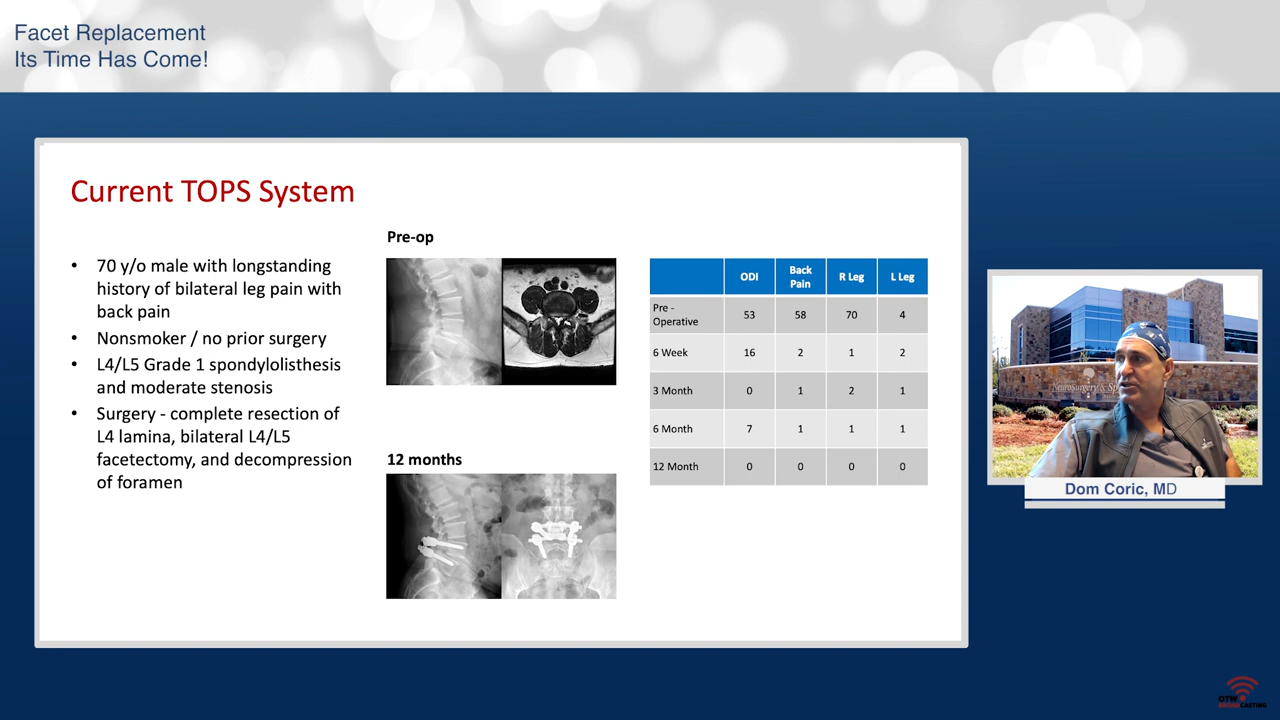 Facet Replacement
Its Time Has Come!
Current TOPS System
• 70 y/o male with longstanding
history of bilateral leg pain with
back pain
• Nonsmoker / no prior surgery
• L4/L5 Grade 1 spondylolisthesis
and moderate stenosis
• Surgery - complete resection of
L4 lamina, bilateral L4/L5
facetectomy, and decompression
of foramen
Pre-op
12 months
ODI Back Pain R Leg L Leg
Pre - Operative 53 58 70 4
6 Week 16 2 1 2
3 Month 0 1 2 1
6 Month 7 1 1 1
12 Month 0 0 0 0
NeuroSurgery & Sp
Dom Coric, MD
OTW
BROADCASTING